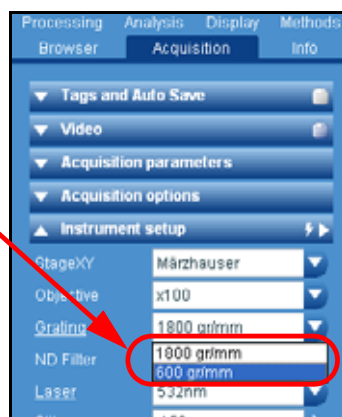 Processing Analysis Display Methods
Browser Acquisition Info
Tags and Auto Save
Video
Acquisition parameters
Acquisition options
Instrument setup
StageXY Märzhauser
Objective x100
Grating 1800 gr/mm
1800 gr/mm
ND Filter 600 gr/mm
Laser 532nm